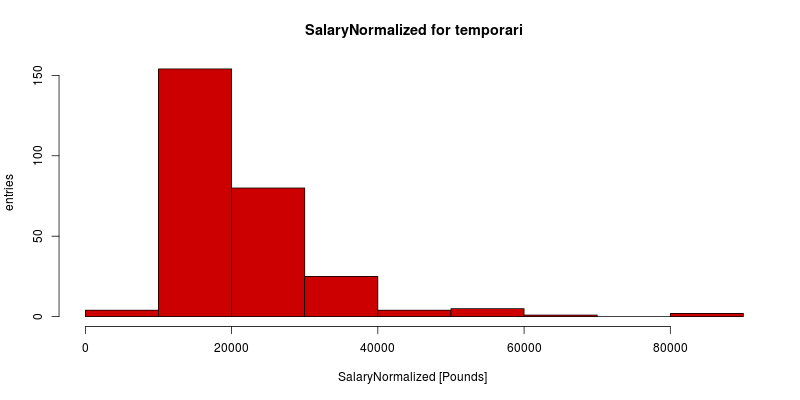 SalaryNormalized for temporari
150
100
50
0
entries
0 20000 40000 60000 80000
SalaryNormalized [Pounds]